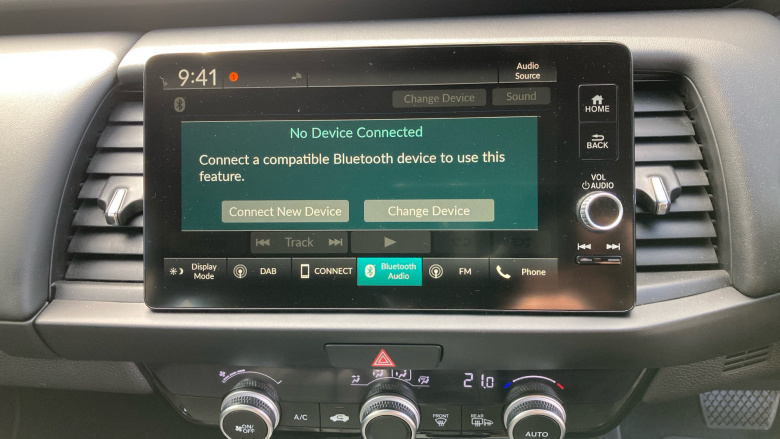 9:41
Audio
Source
Change Device
Sound
No Device Connected
Connect a compatible Bluetooth device to use this
feature.
Connect New Device
Change Device
Track
Display
Mode
DAB
CONNECT
Bluetooth
Audio
FM
Phone
HOME
BACK
VOL
AUDIO
21.0
ON/
OFF
A/C
FRONT
REAR
AUTO